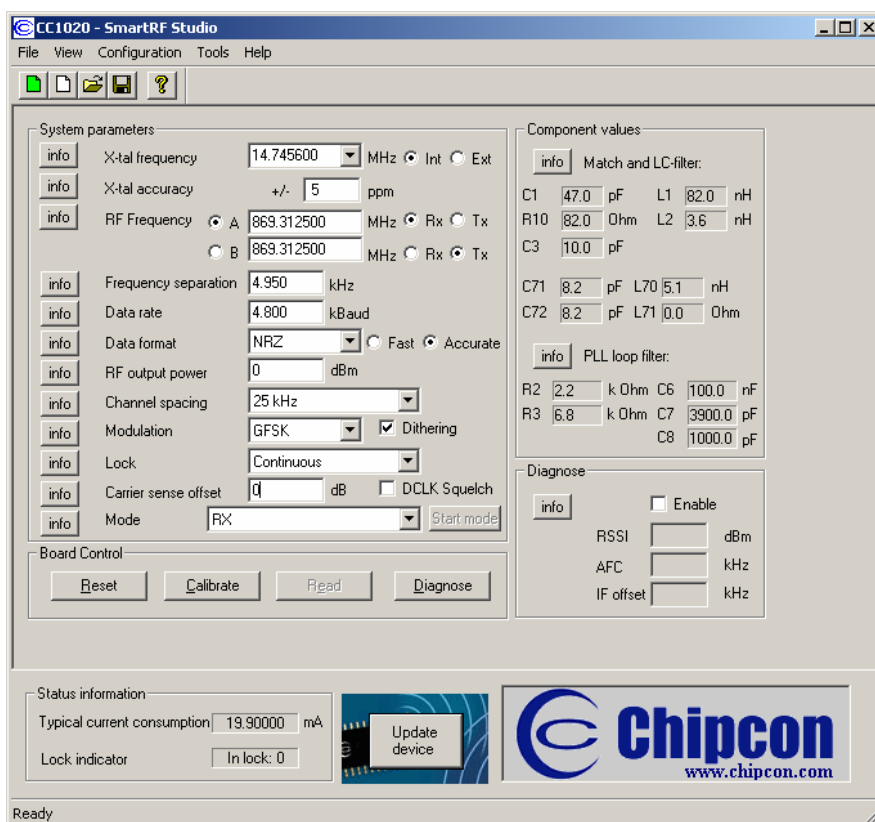 CC1020 - SmartRF Studio
File View Configuration Tools Help
System parameters
info X-tal frequency 14.745600 MHz Int Ext
info X-tal accuracy +/- 5 ppm
info RF Frequency A 869.312500 MHz Rx Tx
B 869.312500 MHz Rx Tx
info Frequency separation 4.950 kHz
info Data rate 4.800 kBaud
info Data format NRZ Fast Accurate
info RF output power 0 dBm
info Channel spacing 25 kHz
info Modulation GFSK Dithering
info Lock Continuous
info Carrier sense offset 0 dB DCLK Squelch
info Mode RX Start mode
Board Control
Reset Calibrate Read Diagnose
Component values
info Match and LC-filter:
C1 47.0 pF L1 82.0 nH
R10 82.0 Ohm L2 3.6 nH
C3 10.0 pF
C71 8.2 pF L70 5.1 nH
C72 8.2 pF L71 0.0 Ohm
info PLL loop filter:
R2 2.2 k Ohm C6 100.0 nF
R3 6.8 k Ohm C7 3900.0 pF
C8 1000.0 pF
Diagnose
info Enable
RSSI dBm
AFC kHz
IF offset kHz
Status information
Typical current consumption 19.90000 mA
Lock indicator In lock: 0
Update
device
Chipcon
www.chipcon.com
Ready